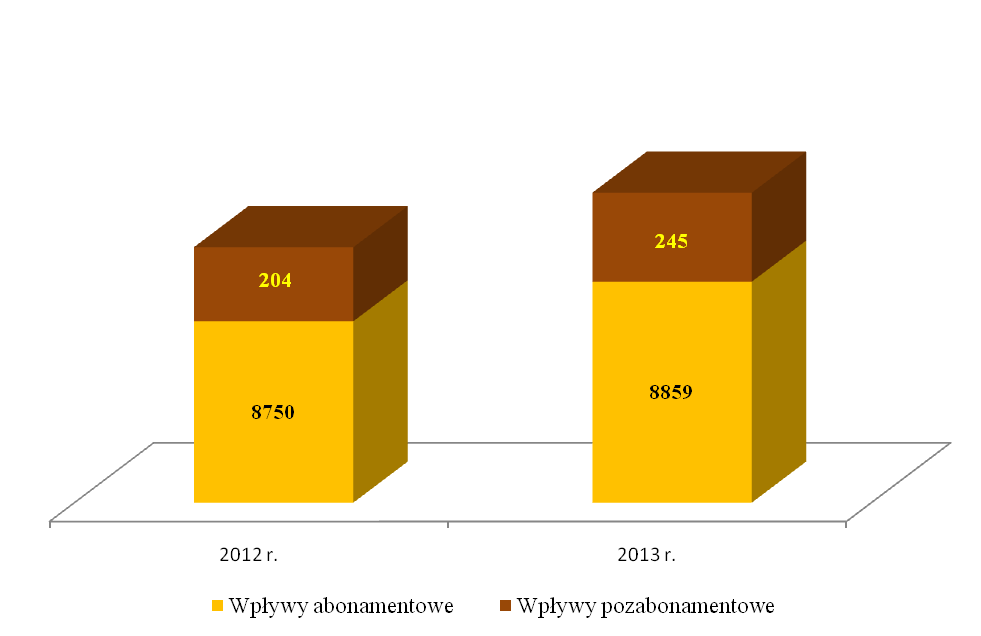 245
204
8859
8750
2012 r.
2013 r.
Wpływy abonamentowe
Wpływy pozabonamentowe